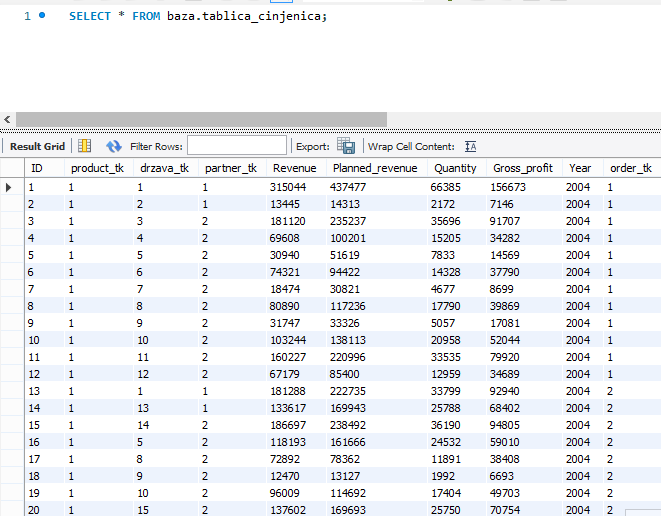 1 SELECT * FROM baza.tablica_cinjenica;
Result Grid Filter Rows: Export: Wrap Cell Content: IA
ID product_tk drzava_tk partner_tk Revenue Planned_revenue Quantity Gross_profit Year order_tk
1 1 1 1 315044 437477 66385 156673 2004 1
2 1 2 1 13445 14313 2172 7146 2004 1
3 1 3 2 181120 235237 35696 91707 2004 1
4 1 4 2 69608 100201 15205 34282 2004 1
5 1 5 2 30940 51619 7833 14569 2004 1
6 1 6 2 74321 94422 14328 37790 2004 1
7 1 7 2 18474 30821 4677 8699 2004 1
8 1 8 2 80890 117236 17790 39869 2004 1
9 1 9 2 31747 33326 5057 17081 2004 1
10 1 10 2 103244 138113 20958 52044 2004 1
11 1 11 2 160227 220996 33535 79920 2004 1
12 1 12 2 67179 85400 12959 34689 2004 1
13 1 1 1 181288 222735 33799 92940 2004 2
14 1 13 1 133617 169943 25788 68402 2004 2
15 1 14 2 186697 238492 36190 94805 2004 2
16 1 5 2 118193 161666 24532 59010 2004 2
17 1 8 2 72892 78362 11891 38408 2004 2
18 1 9 2 12470 13127 1992 6693 2004 2
19 1 10 2 96009 114692 17404 49703 2004 2
20 1 15 2 137602 169693 25750 70754 2004 2